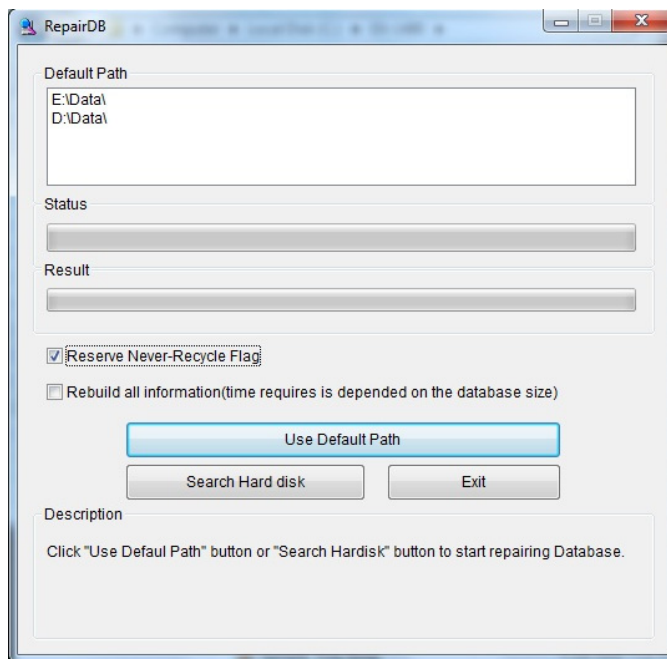 RepairDB
Default Path
E:\Data\
D:\Data\
Status
Result
Reserve Never-Recycle Flag
Rebuild all information(time requires is depended on the database size)
Use Default Path
Search Hard disk
Exit
Description
Click "Use Defaul Path" button or "Search Hardisk" button to start repairing Database.